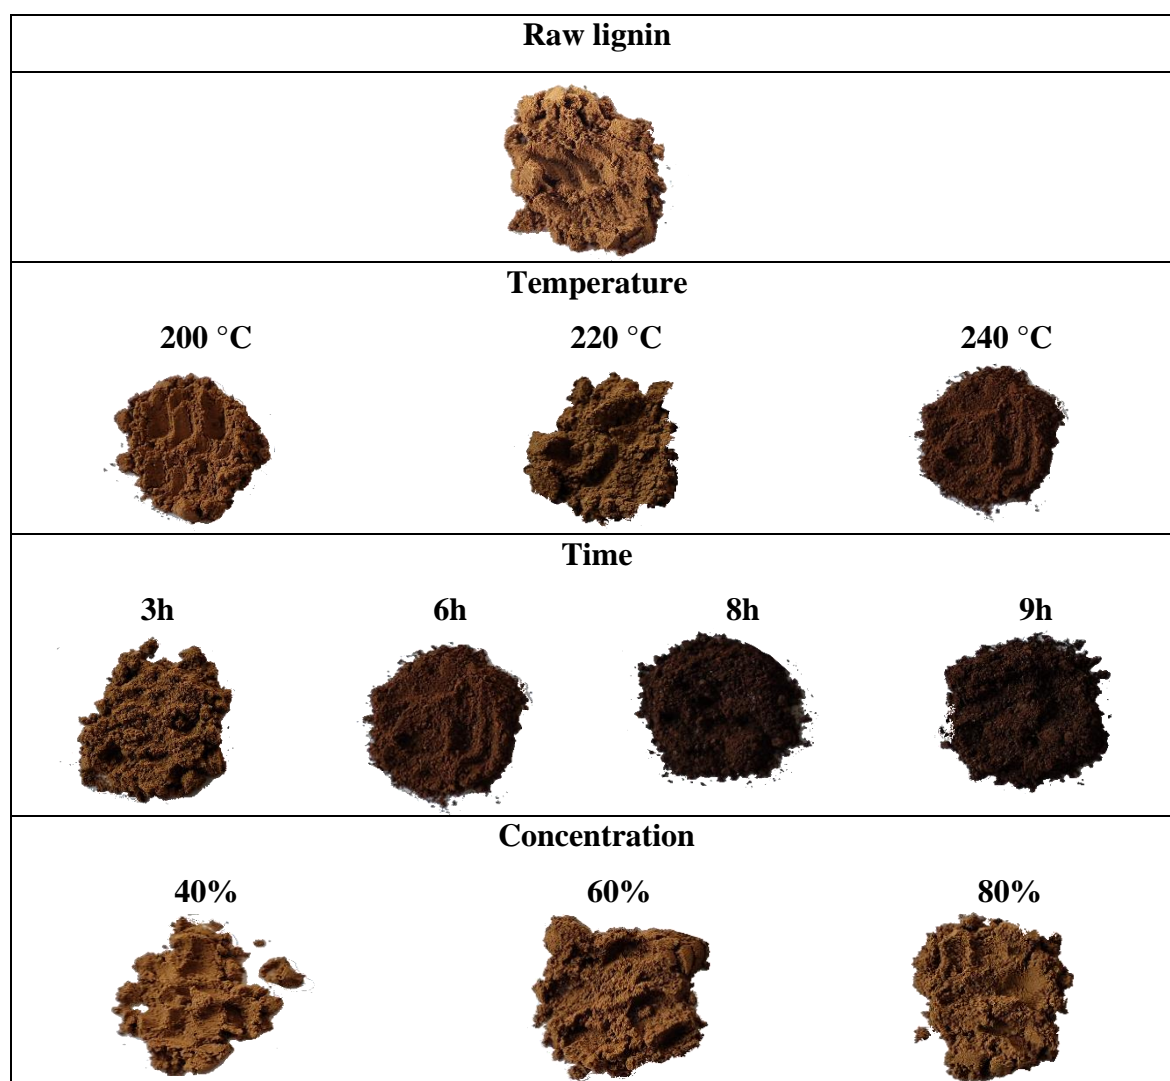 Raw lignin
Temperature
200 °C 220 °C 240 °C
Time
3h 6h 8h 9h
Concentration
40% 60% 80%